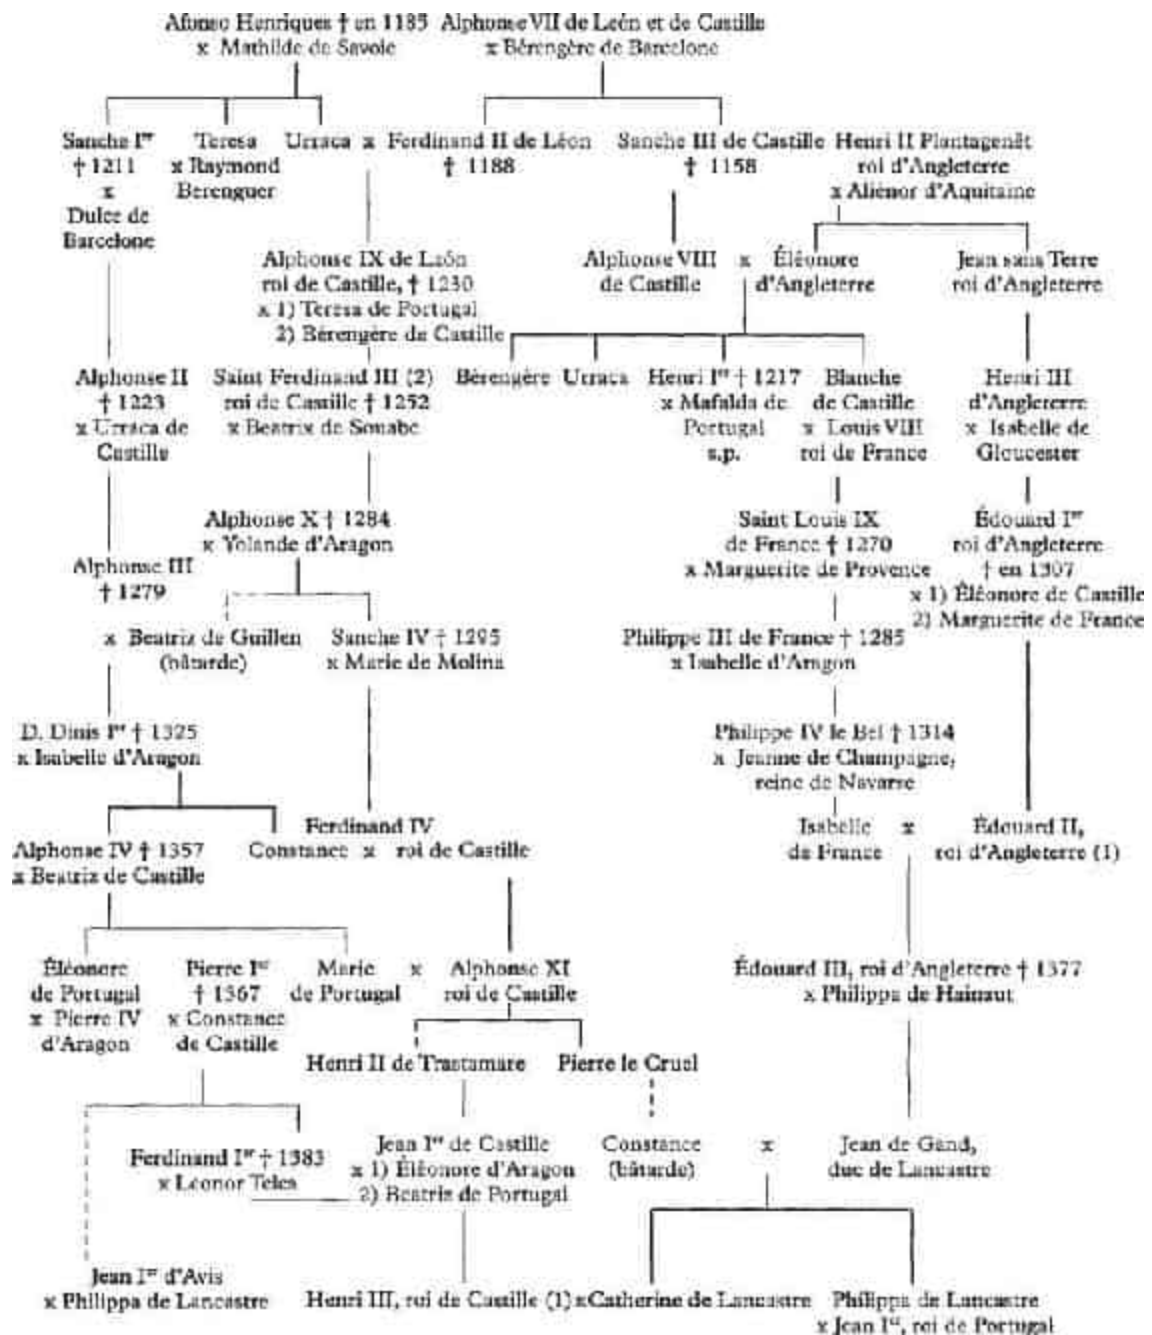 Afonso Henriques † en 1185
x Mathilde de Savoie
Alphonse VII de León et de Castille
x Bérengère de Barcelone
Sanche Ier
† 1211
x
Dulce de
Barcelone
Teresa
x Raymond
Berenguer
Urraca x Ferdinand II de Léon
† 1188
Sanche III de Castille
† 1158
Henri II Plantagenêt
roi d'Angleterre
x Aliénor d'Aquitaine
Alphonse IX de León
roi de Castille, † 1230
x 1) Teresa de Portugal
2) Bérengère de Castille
Alphonse VIII
de Castille
x
Éléonore
d'Angleterre
Jean sans Terre
roi d'Angleterre
Alphonse II
† 1223
x Urraca de
Castille
Saint Ferdinand III (2)
roi de Castille † 1252
x Beatrix de Souabe
Bérengère
Urraca
Henri Ier † 1217
x Mafalda de
Portugal
s.p.
Blanche
de Castille
x Louis VIII
roi de France
Henri III
d'Angleterre
x Isabelle de
Gloucester
Alphonse X † 1284
x Yolande d'Aragon
Saint Louis IX
de France † 1270
x Marguerite de Provence
Édouard Ier
roi d'Angleterre
† en 1307
x 1) Éléonore de Castille
2) Marguerite de France
Alphonse III
† 1279
x Beatriz de Guillen
(bâtarde)
Sanche IV † 1295
x Marie de Molina
Philippe III de France † 1285
x Isabelle d'Aragon
D. Dinis Ier † 1325
x Isabelle d'Aragon
Philippe IV le Bel † 1314
x Jeanne de Champagne,
reine de Navarre
Alphonse IV † 1357
x Beatrix de Castille
Ferdinand IV
Constance x roi de Castille
Isabelle
de France
x
Édouard II,
roi d'Angleterre (1)
Éléonore
de Portugal
x Pierre IV
d'Aragon
Pierre Ier
† 1367
x Constance
de Castille
Marie
de Portugal
x
Alphonse XI
roi de Castille
Édouard III, roi d'Angleterre † 1377
x Philippa de Hainaut
Henri II de Trastamare
Pierre le Cruel
Ferdinand Ier † 1383
x Leonor Teles
Jean Ier de Castille
x 1) Éléonore d'Aragon
2) Beatrix de Portugal
Constance
(bâtarde)
x
Jean de Gand,
duc de Lancastre
Jean Ier d'Avis
x Philippa de Lancastre
Henri III, roi de Castille (1) x Catherine de Lancastre
Philippa de Lancastre
x Jean Ier, roi de Portugal